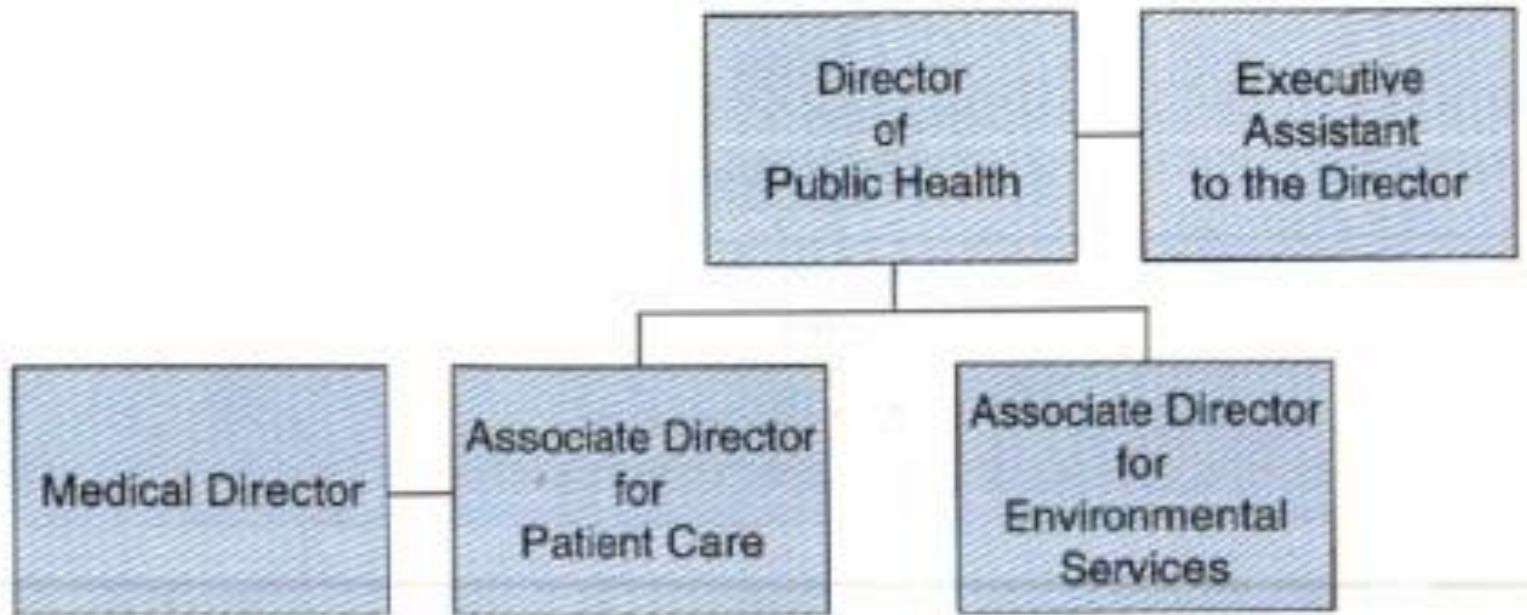 Director
of
Public Health
Executive
Assistant
to the Director
Medical Director
Associate Director
for
Patient Care
Associate Director
for
Environmental
Services